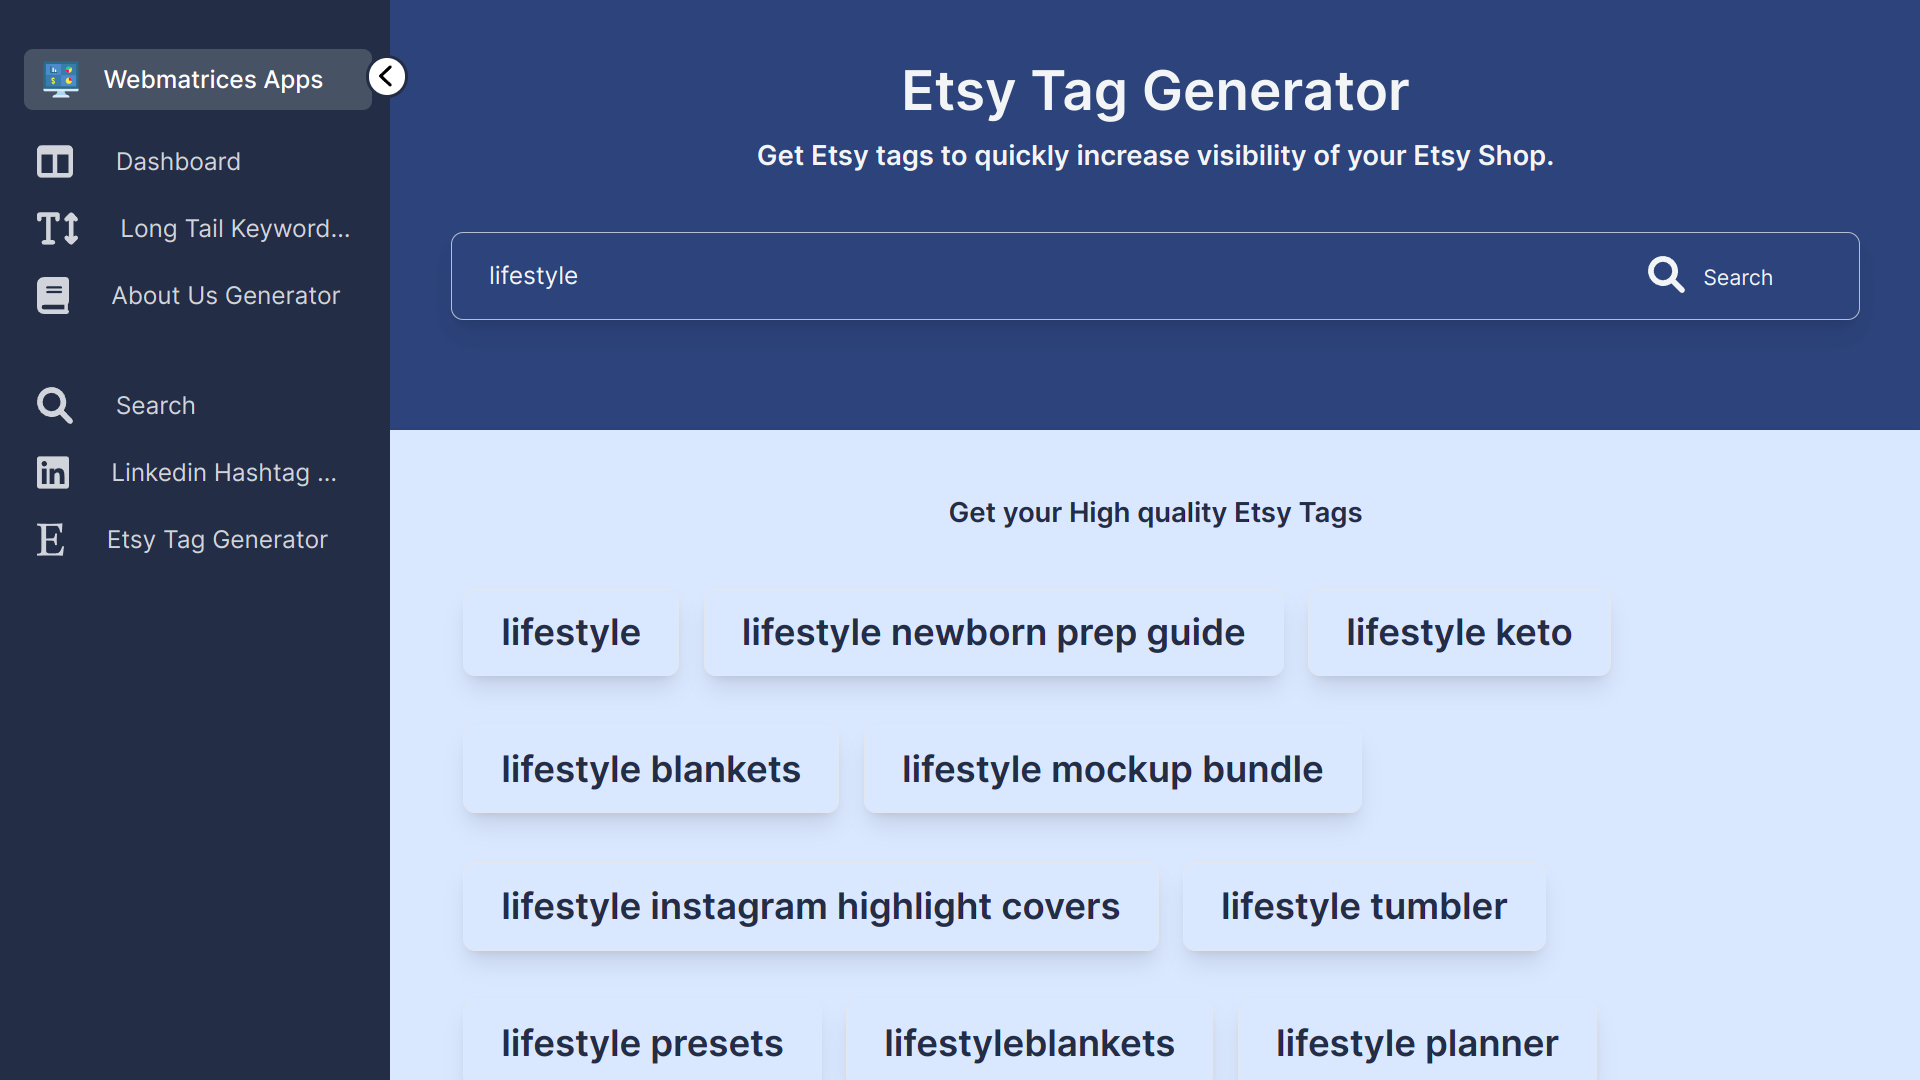 Webmatrices Apps
Dashboard
Long Tail Keyword...
About Us Generator
Search
Linkedin Hashtag ...
Etsy Tag Generator
Etsy Tag Generator
Get Etsy tags to quickly increase visibility of your Etsy Shop.
lifestyle
Search
Get your High quality Etsy Tags
lifestyle
lifestyle newborn prep guide
lifestyle keto
lifestyle blankets
lifestyle mockup bundle
lifestyle instagram highlight covers
lifestyle tumbler
lifestyle presets
lifestyleblankets
lifestyle planner